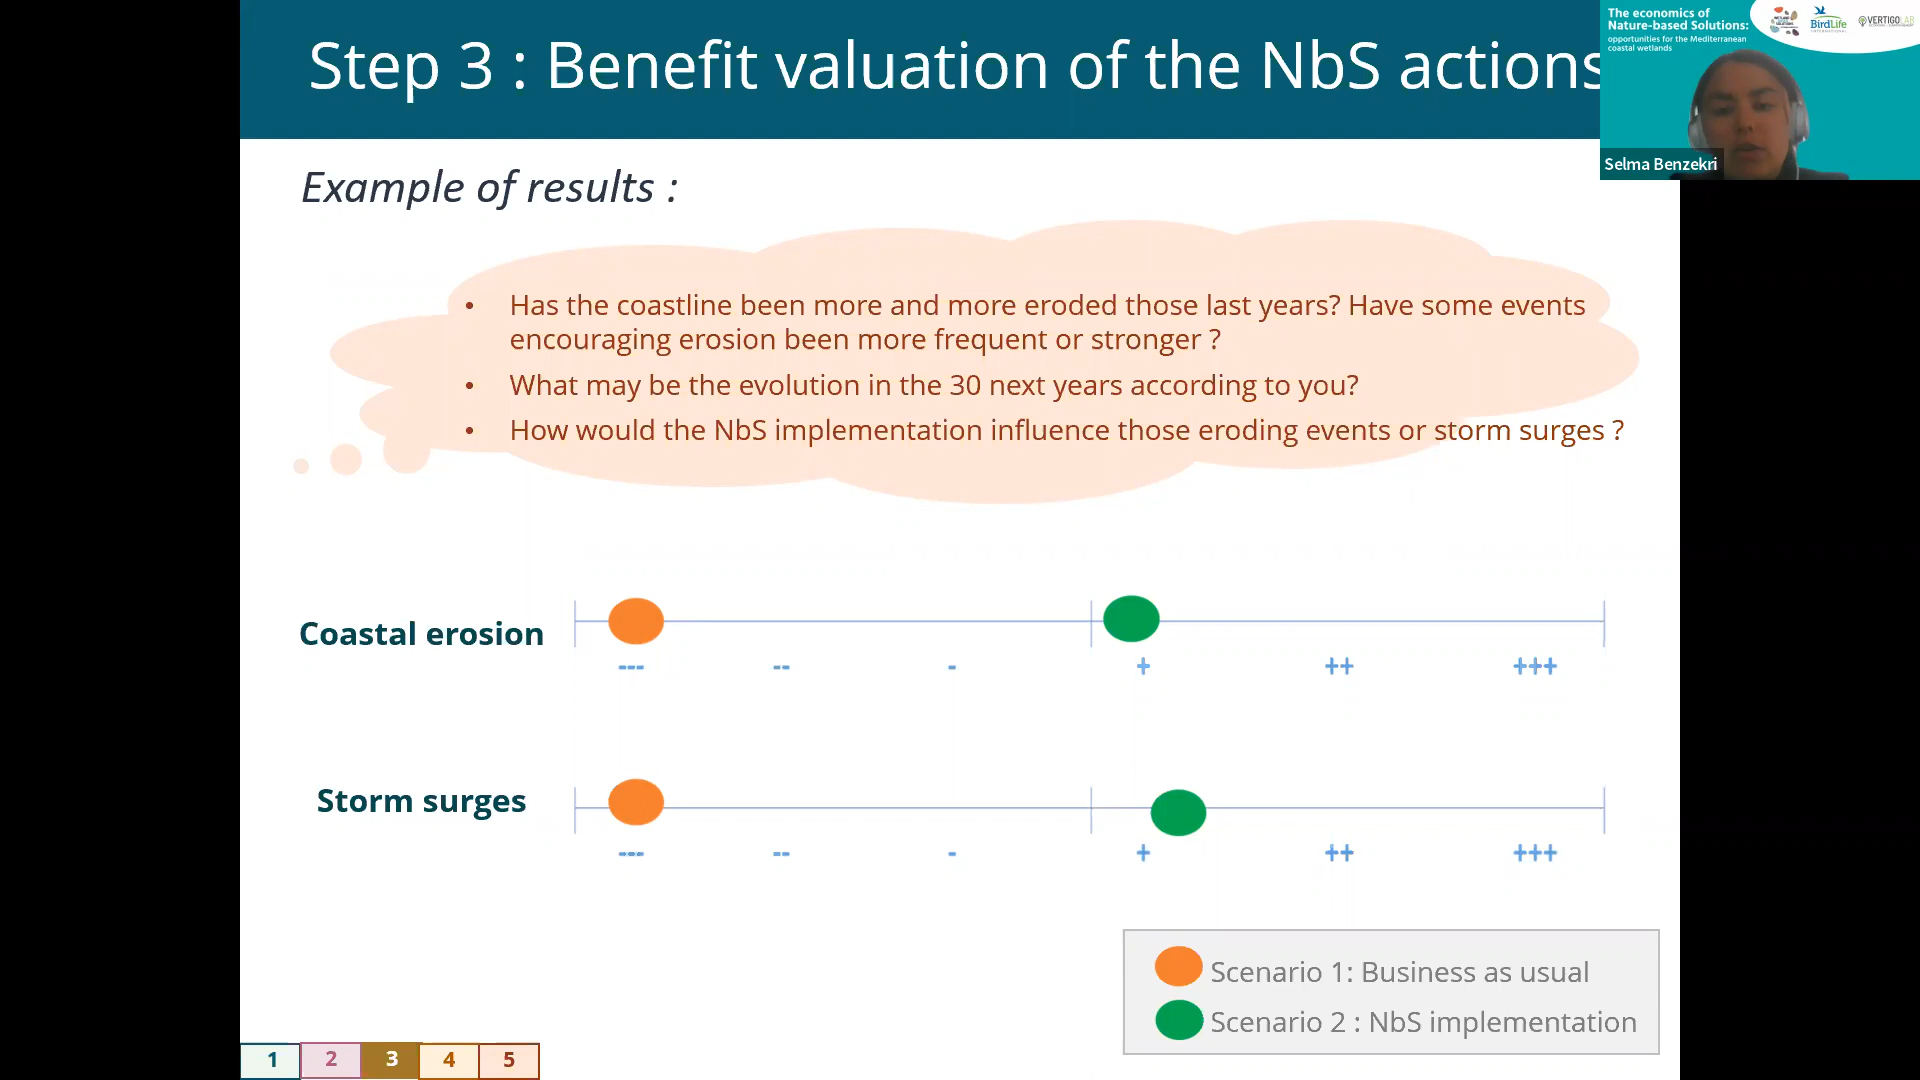 Step 3 : Benefit valuation of the NbS actions
The economics of
Nature-based Solutions:
opportunities for the Mediterranean
coastal wetlands
BirdLife
INTERNATIONAL
VERTIGOLAB
Selma Benzekri
Example of results :
• Has the coastline been more and more eroded those last years? Have some events
encouraging erosion been more frequent or stronger ?
• What may be the evolution in the 30 next years according to you?
• How would the NbS implementation influence those eroding events or storm surges ?
Coastal erosion
--- -- - + ++ +++
Storm surges
--- -- - + ++ +++
Scenario 1: Business as usual
Scenario 2 : NbS implementation
1 2 3 4 5